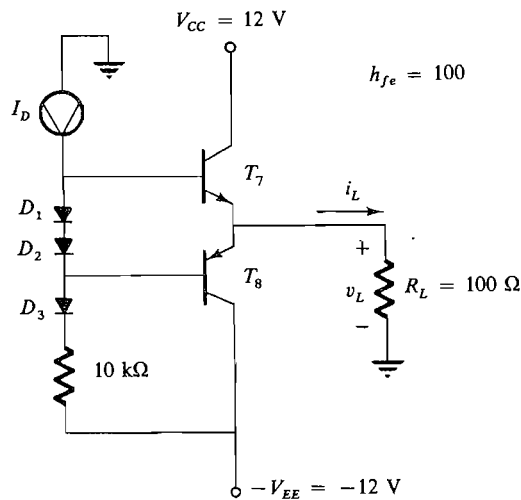 V_CC = 12 V
h_fe = 100
I_D
T_7
D_1
i_L
D_2
+
T_8
v_L
R_L = 100 Ω
D_3
−
10 kΩ
−V_EE = −12 V